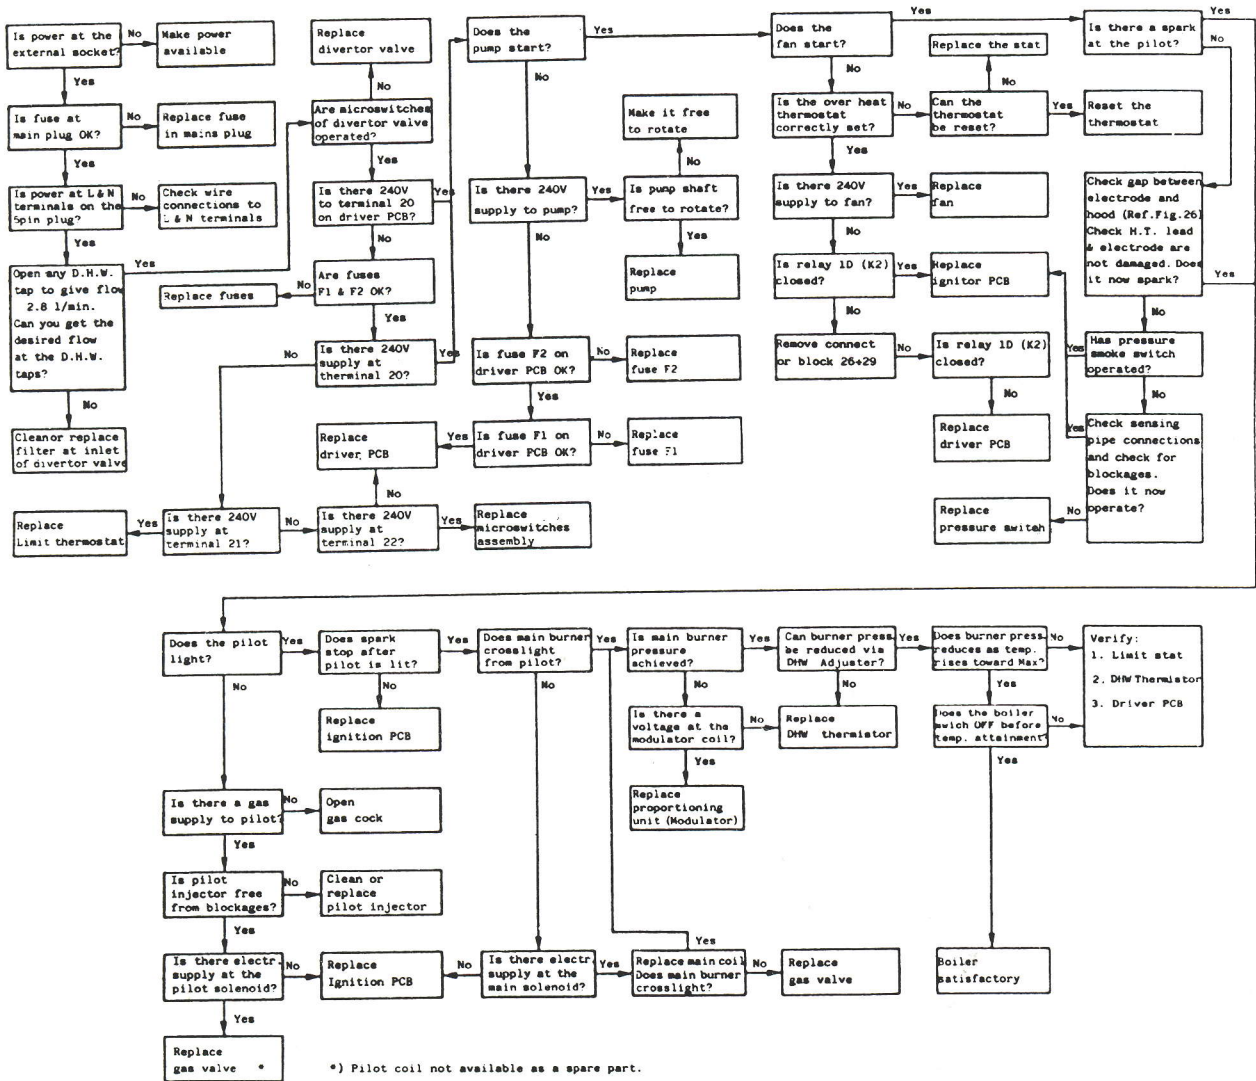 Is power at the
external socket?
No
Make power
available
Yes
Is fuse at
main plug OK?
No
Replace fuse
in mains plug
Yes
Is power at L & N
terminals on the
5pin plug?
No
Check wire
connections to
L & N terminals
Yes
Open any D.H.W.
tap to give flow
2.8 l/min.
Can you get the
desired flow
at the D.H.W.
taps?
Yes
No
Cleanor replace
filter at inlet
of divertor valve
Replace
divertor valve
No
Are microswitches
of divertor valve
operated?
Yes
Is there 240V
to terminal 20
on driver PCB?
Yes
No
Are fuses
F1 & F2 OK?
No
Replace fuses
Yes
Is there 240V
supply at
therminal 20?
Yes
No
Does the
pump start?
Yes
No
Is there 240V
supply to pump?
Yes
Is pump shaft
free to rotate?
No
Make it free
to rotate
Yes
Replace
pump
No
Is fuse F2 on
driver PCB OK?
No
Replace
fuse F2
Yes
Is fuse F1 on
driver PCB OK?
No
Replace
fuse F1
Yes
Replace
driver, PCB
No
Replace
Limit thermostat
Yes
Is there 240V
supply at
terminal 21?
No
Is there 240V
supply at
terminal 22?
Yes
Replace
microswitches
assembly
Does the
fan start?
Yes
No
Is the over heat
thermostat
correctly set?
No
Can the
thermostat
be reset?
No
Replace the stat
Yes
Reset the
thermostat
Yes
Is there 240V
supply to fan?
Yes
Replace
fan
No
Is relay 1D (K2)
closed?
Yes
Replace
ignitor PCB
No
Remove connect
or block 26÷29
No
Is relay 1D (K2)
closed?
No
Replace
driver PCB
Is there a spark
at the pilot?
Yes
No
Check gap between
electrode and
hood (Ref.Fig.26)
Check H.T. lead
& electrode are
not damaged. Does
it now spark?
Yes
No
Has pressure
smoke switch
operated?
Yes
No
Check sensing
pipe connections
and check for
blockages.
Does it now
operate?
Yes
No
Replace
pressure switch
Does the pilot
light?
Yes
Does spark
stop after
pilot is lit?
Yes
Does main burner
crosslight
from pilot?
Yes
Is main burner
pressure
achieved?
Yes
Can burner press.
be reduced via
DHW Adjuster?
Yes
Does burner press.
reduces as temp.
rises toward Max?
No
Verify:
1. Limit stat
2. DHW Thermistor
3. Driver PCB
No
No
Replace
ignition PCB
No
No
Is there a
voltage at the
modulator coil?
No
Replace
DHW thermistor
No
Yes
Replace
proportioning
unit (Modulator)
Yes
Does the boiler
swich OFF before
temp. attainment?
No
Yes
Boiler
satisfactory
Is there a gas
supply to pilot?
No
Open
gas cock
Yes
Is pilot
injector free
from blockages?
No
Clean or
replace
pilot injector
Yes
Is there electr.
supply at the
pilot solenoid?
No
Replace
Ignition PCB
No
Is there electr.
supply at the
main solenoid?
Yes
Replace main coil
Does main burner
crosslight?
Yes
No
Replace
gas valve
Yes
Replace
gas valve *
*) Pilot coil not available as a spare part.